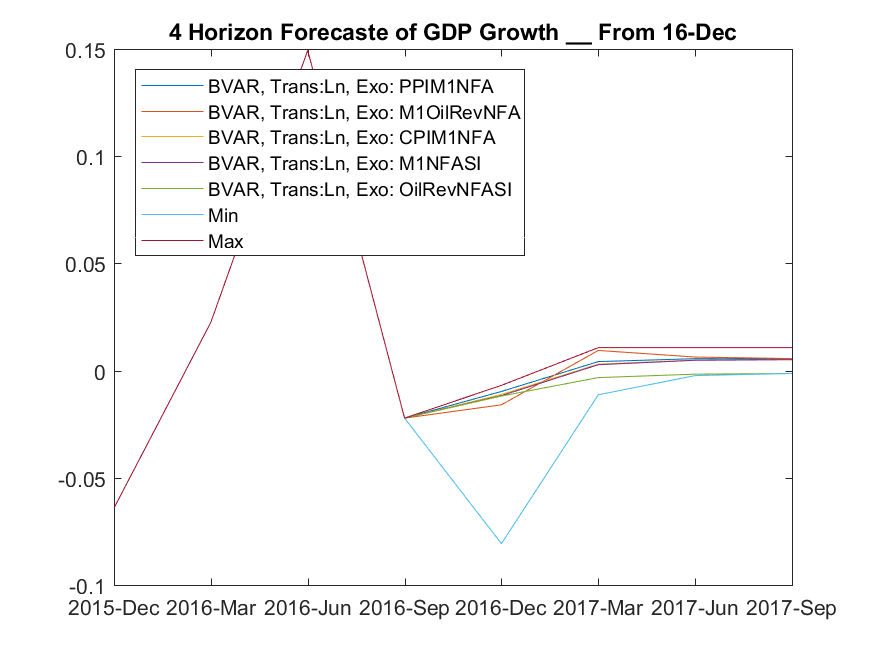 4 Horizon Forecaste of GDP Growth __ From 16-Dec
0.15
0.1
0.05
0
-0.05
-0.1
BVAR, Trans:Ln, Exo: PPIM1NFA
BVAR, Trans:Ln, Exo: M1OilRevNFA
BVAR, Trans:Ln, Exo: CPIM1NFA
BVAR, Trans:Ln, Exo: M1NFASI
BVAR, Trans:Ln, Exo: OilRevNFASI
Min
Max
2015-Dec 2016-Mar 2016-Jun 2016-Sep 2016-Dec 2017-Mar 2017-Jun 2017-Sep